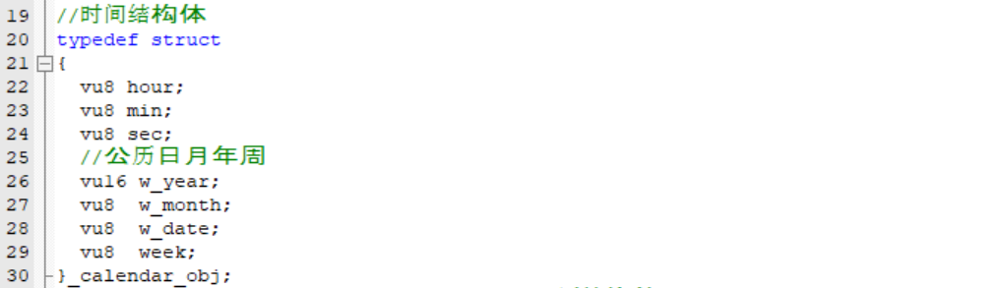 19 //时间结构体
20 typedef struct
21 {
22 vu8 hour;
23 vu8 min;
24 vu8 sec;
25 //公历日月年周
26 vu16 w_year;
27 vu8 w_month;
28 vu8 w_date;
29 vu8 week;
30 }_calendar_obj;